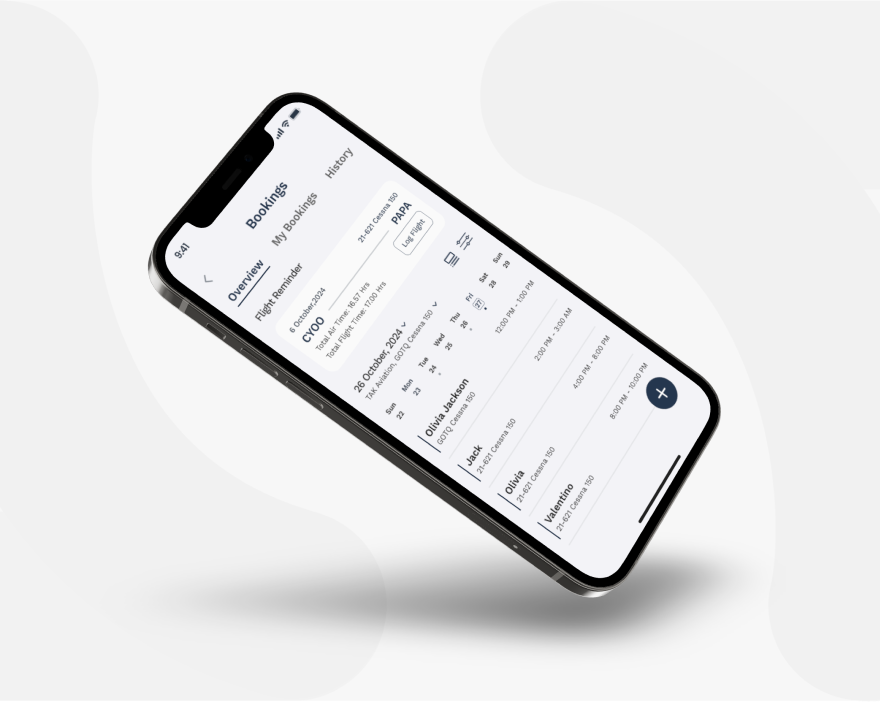 9:41
Bookings
Overview My Bookings History
Flight Reminder
6 October,2024 21-621 Cessna 150
CYOO PAPA
Total Air Time: 16.57 Hrs
Total Flight Time: 17.00 Hrs
Log Flight
26 October, 2024
TAK Aviation, GOTQ Cessna 150
Sun Mon Tue Wed Thu Fri Sat Sun
22 23 24 25 26 27 28 29
Olivia Jackson 12:00 PM - 1:00 PM
GOTQ Cessna 150
Jack 2:00 PM - 3:00 AM
21-621 Cessna 150
Olivia 4:00 PM - 8:00 PM
21-621 Cessna 150
Valentino 8:00 PM - 10:00 PM
21-621 Cessna 150